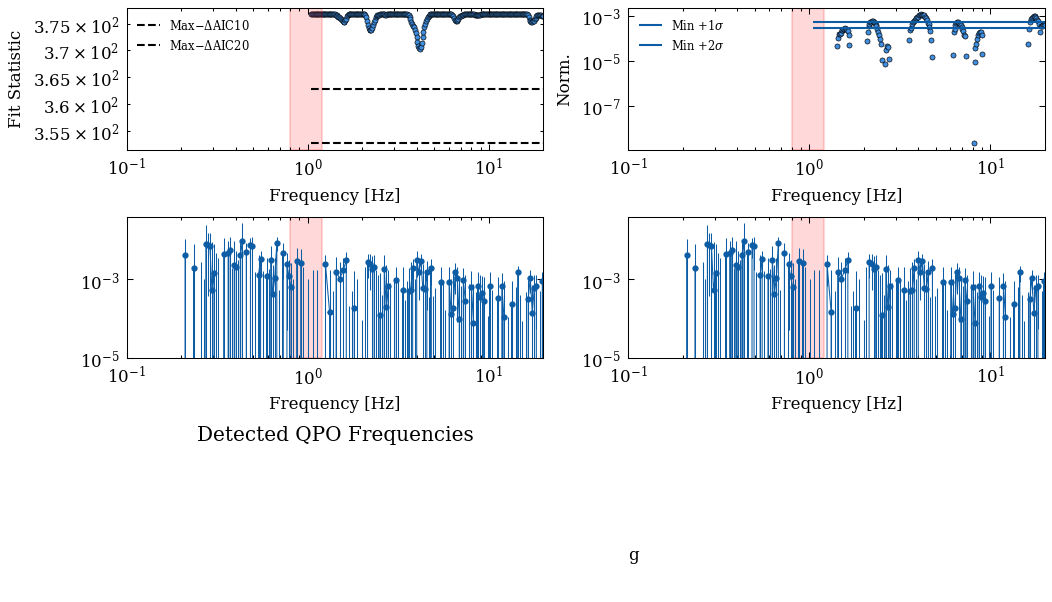 3.75 × 10²
3.7 × 10²
3.65 × 10²
3.6 × 10²
3.55 × 10²
Fit Statistic
Max−ΔAIC10
Max−ΔAIC20
10⁻¹
10⁰
10¹
Frequency [Hz]
10⁻³
10⁻⁵
10⁻⁷
Norm.
Min +1σ
Min +2σ
10⁻¹
10⁰
10¹
Frequency [Hz]
10⁻³
10⁻⁵
10⁻¹
10⁰
10¹
Frequency [Hz]
10⁻³
10⁻⁵
10⁻¹
10⁰
10¹
Frequency [Hz]
Detected QPO Frequencies
g